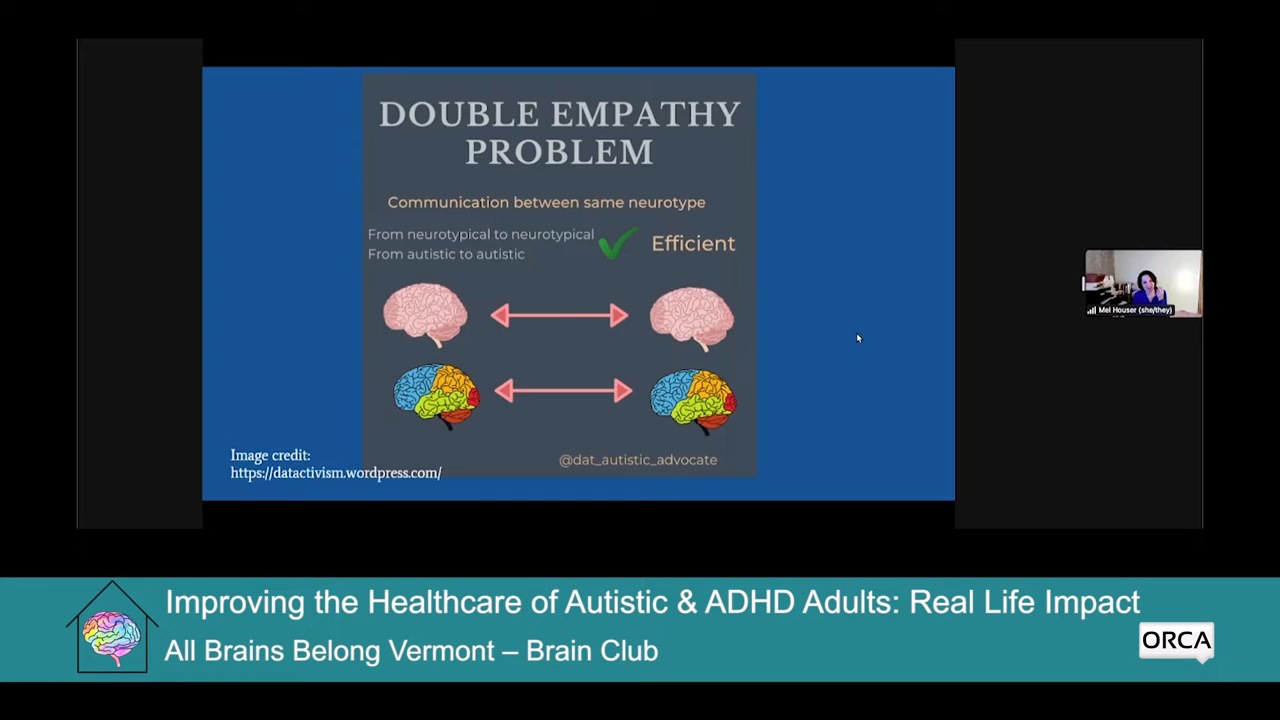 DOUBLE EMPATHY
PROBLEM
Communication between same neurotype
From neurotypical to neurotypical
From autistic to autistic
Efficient
@dat_autistic_advocate
Image credit:
https://datactivism.wordpress.com/
Mel Houser (she/they)
Improving the Healthcare of Autistic & ADHD Adults: Real Life Impact
All Brains Belong Vermont – Brain Club
ORCA